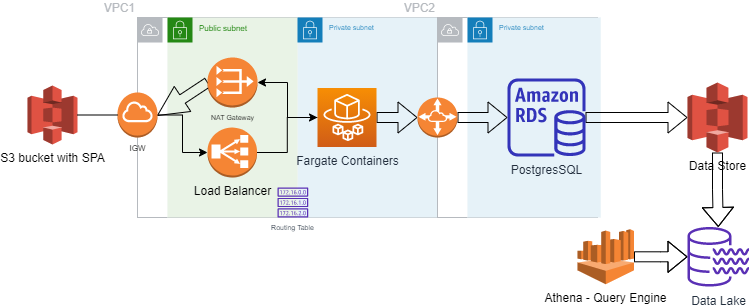 VPC1
VPC2
Public subnet
Private subnet
Private subnet
NAT Gateway
IGW
S3 bucket with SPA
Load Balancer
Fargate Containers
Amazon
RDS
PostgresSQL
Data Store
172.16.0.0
172.16.1.0
172.16.2.0
Routing Table
Athena - Query Engine
Data Lake